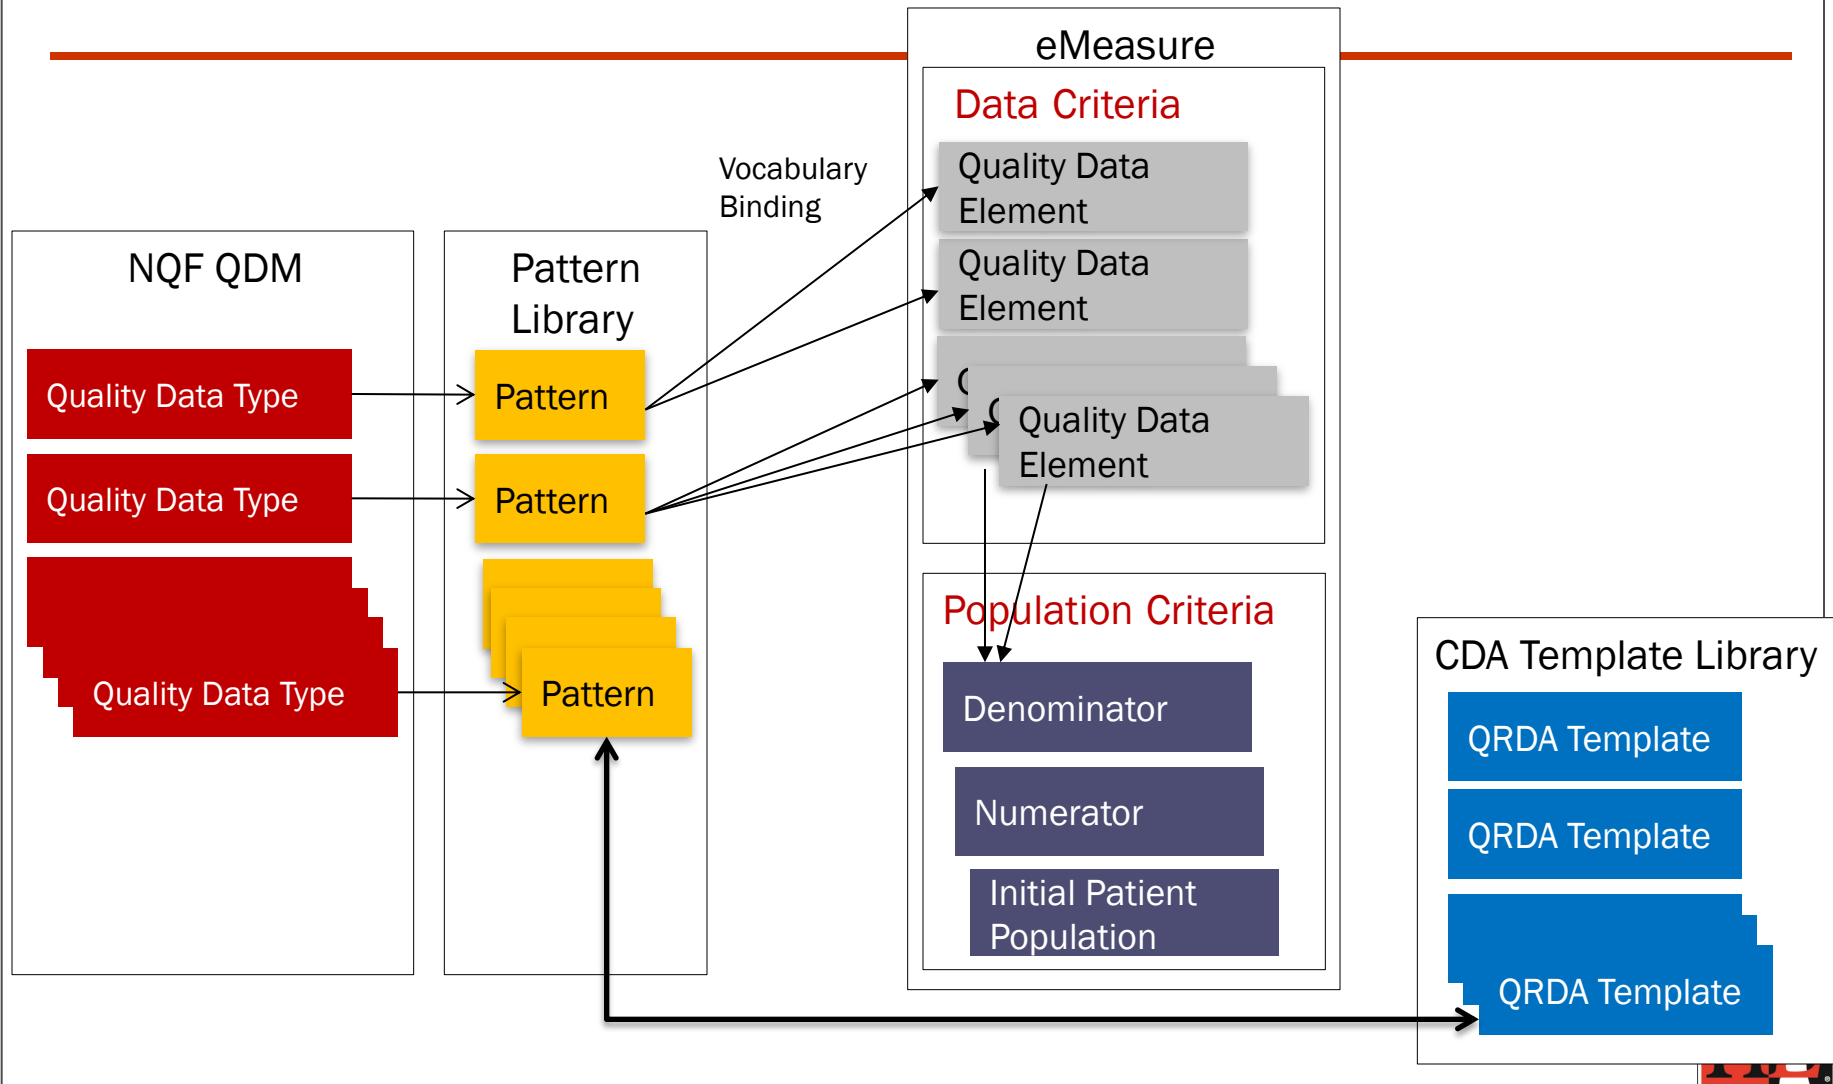 eMeasure
Data Criteria
Quality Data
Element
Quality Data
Element
Quality Data
Element
Vocabulary
Binding
NQF QDM
Quality Data Type
Quality Data Type
Quality Data Type
Pattern
Library
Pattern
Pattern
Pattern
Population Criteria
Denominator
Numerator
Initial Patient
Population
CDA Template Library
QRDA Template
QRDA Template
QRDA Template